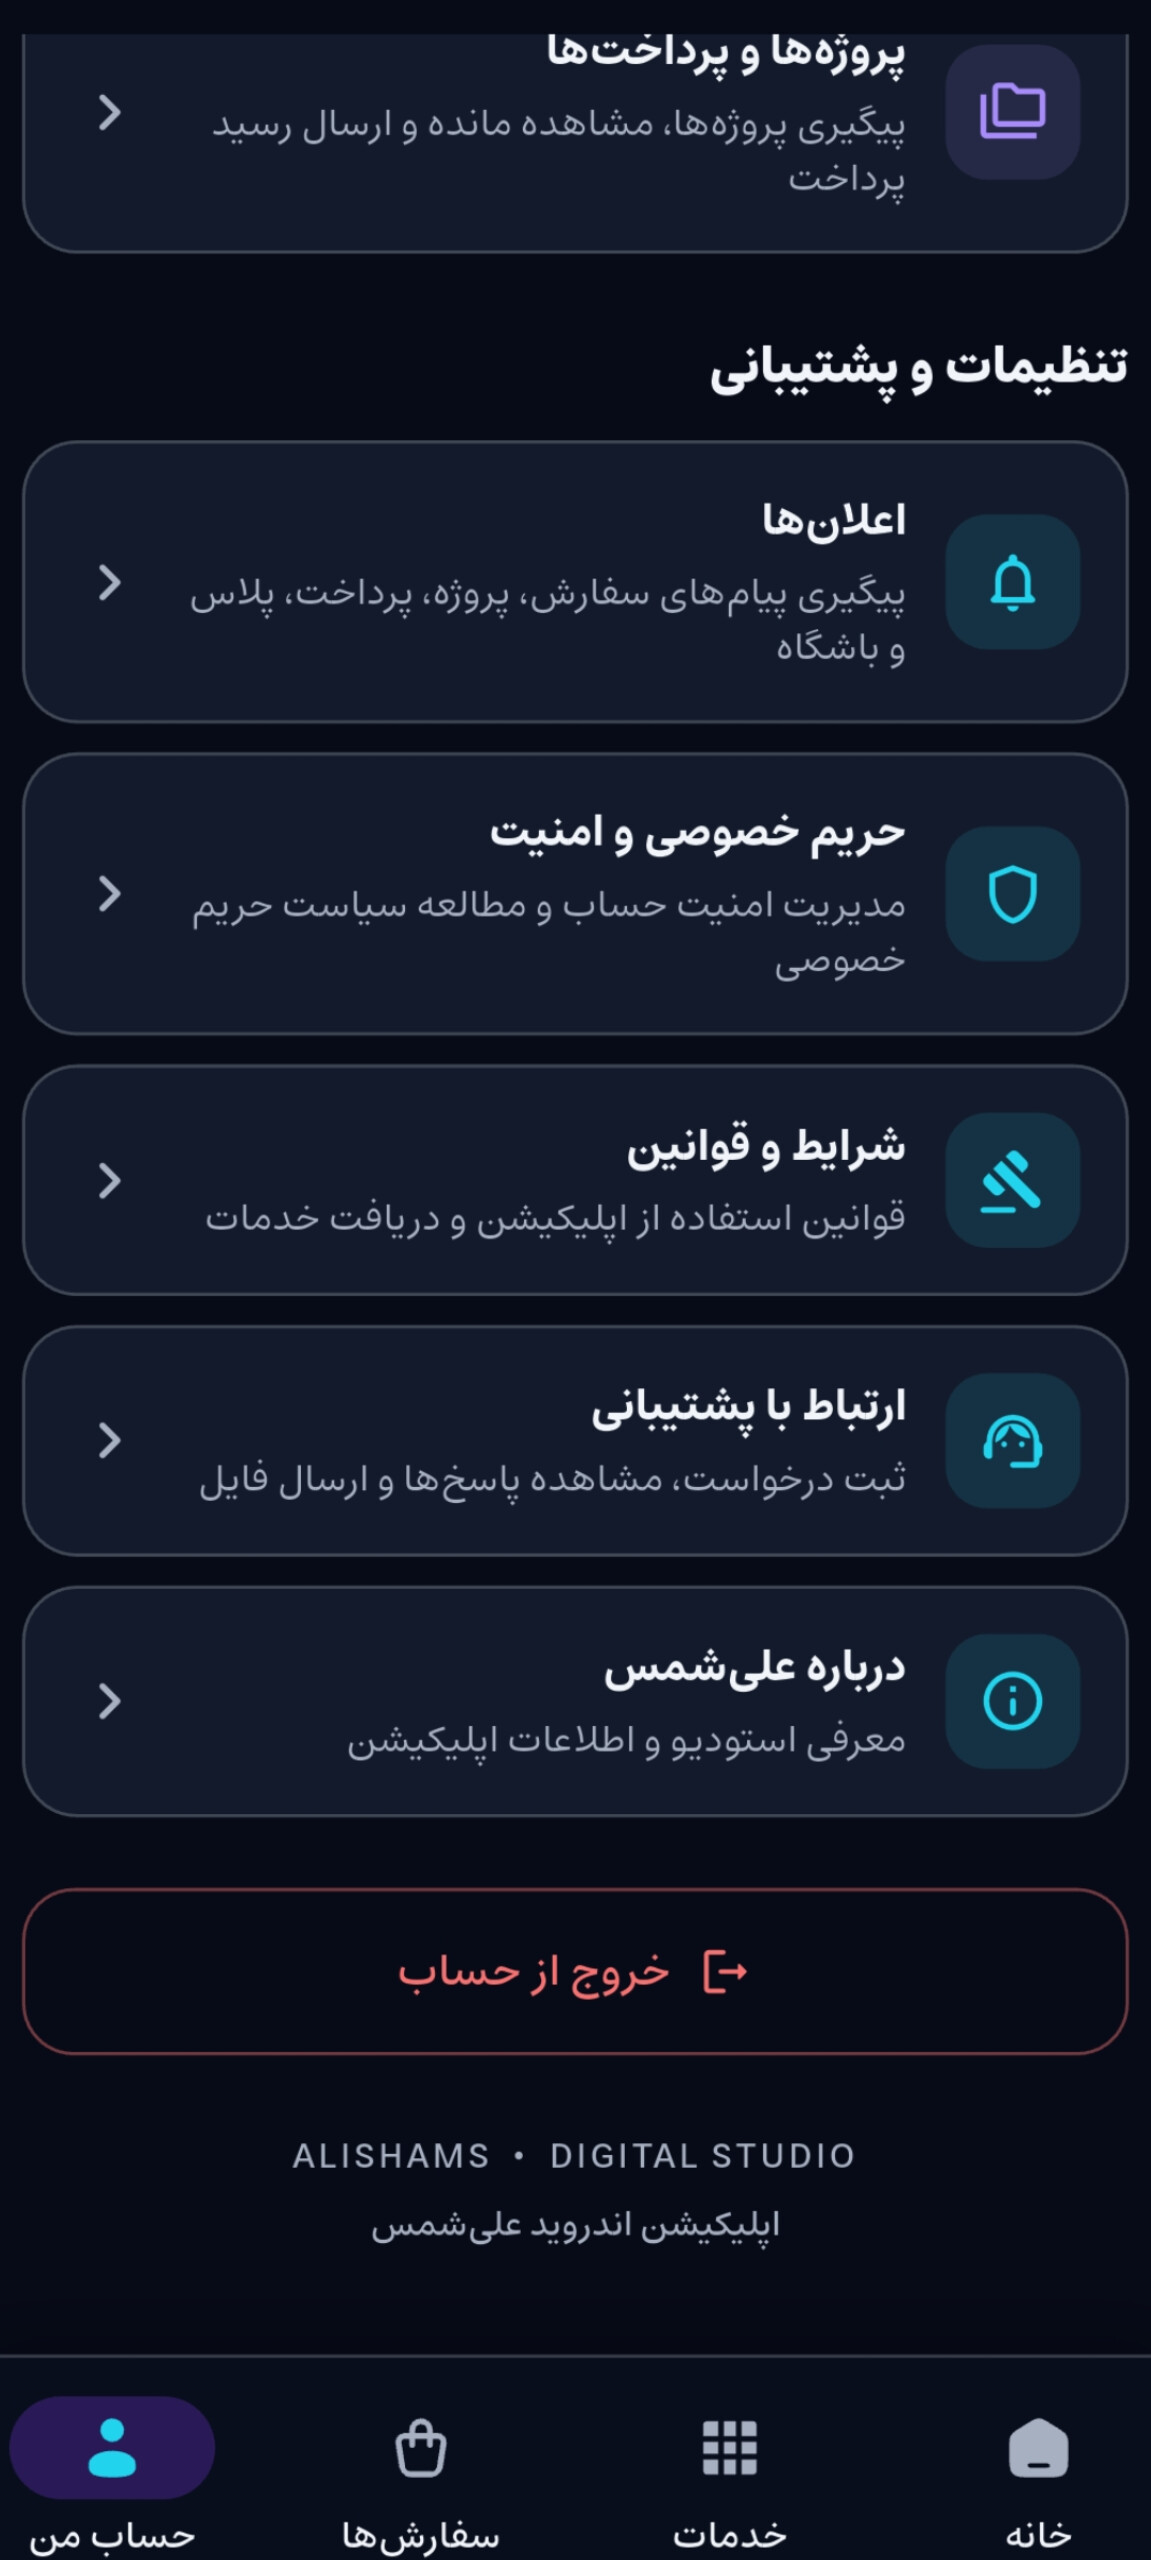 پروژه‌ها و پرداخت‌ها
پیگیری پروژه‌ها، مشاهده مانده و ارسال رسید
پرداخت
تنظیمات و پشتیبانی
اعلان‌ها
پیگیری پیام‌های سفارش، پروژه، پرداخت، پلاس
و باشگاه
حریم خصوصی و امنیت
مدیریت امنیت حساب و مطالعه سیاست حریم
خصوصی
شرایط و قوانین
قوانین استفاده از اپلیکیشن و دریافت خدمات
ارتباط با پشتیبانی
ثبت درخواست، مشاهده پاسخ‌ها و ارسال فایل
درباره علی‌شمس
معرفی استودیو و اطلاعات اپلیکیشن
خروج از حساب
ALISHAMS • DIGITAL STUDIO
اپلیکیشن اندروید علی‌شمس
خانه
خدمات
سفارش‌ها
حساب من